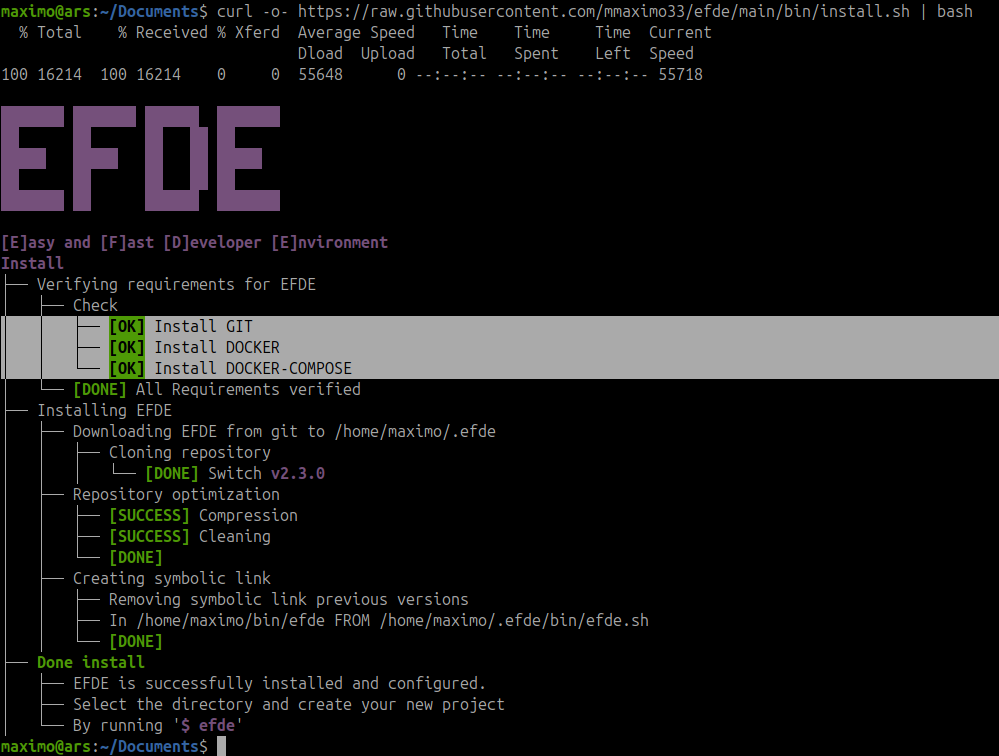 maximo@ars:~/Documents$ curl -o- https://raw.githubusercontent.com/mmaximo33/efde/main/bin/install.sh | bash
% Total % Received % Xferd Average Speed Time Time Time Current
Dload Upload Total Spent Left Speed
100 16214 100 16214 0 0 55648 0 --:--:-- --:--:-- --:--:-- 55718
EFDE
[E]asy and [F]ast [D]eveloper [E]nvironment
Install
Verifying requirements for EFDE
Check
[OK] Install GIT
[OK] Install DOCKER
[OK] Install DOCKER-COMPOSE
[DONE] All Requirements verified
Installing EFDE
Downloading EFDE from git to /home/maximo/.efde
Cloning repository
[DONE] Switch v2.3.0
Repository optimization
[SUCCESS] Compression
[SUCCESS] Cleaning
[DONE]
Creating symbolic link
Removing symbolic link previous versions
In /home/maximo/bin/efde FROM /home/maximo/.efde/bin/efde.sh
[DONE]
Done install
EFDE is successfully installed and configured.
Select the directory and create your new project
By running '$ efde'
maximo@ars:~/Documents$